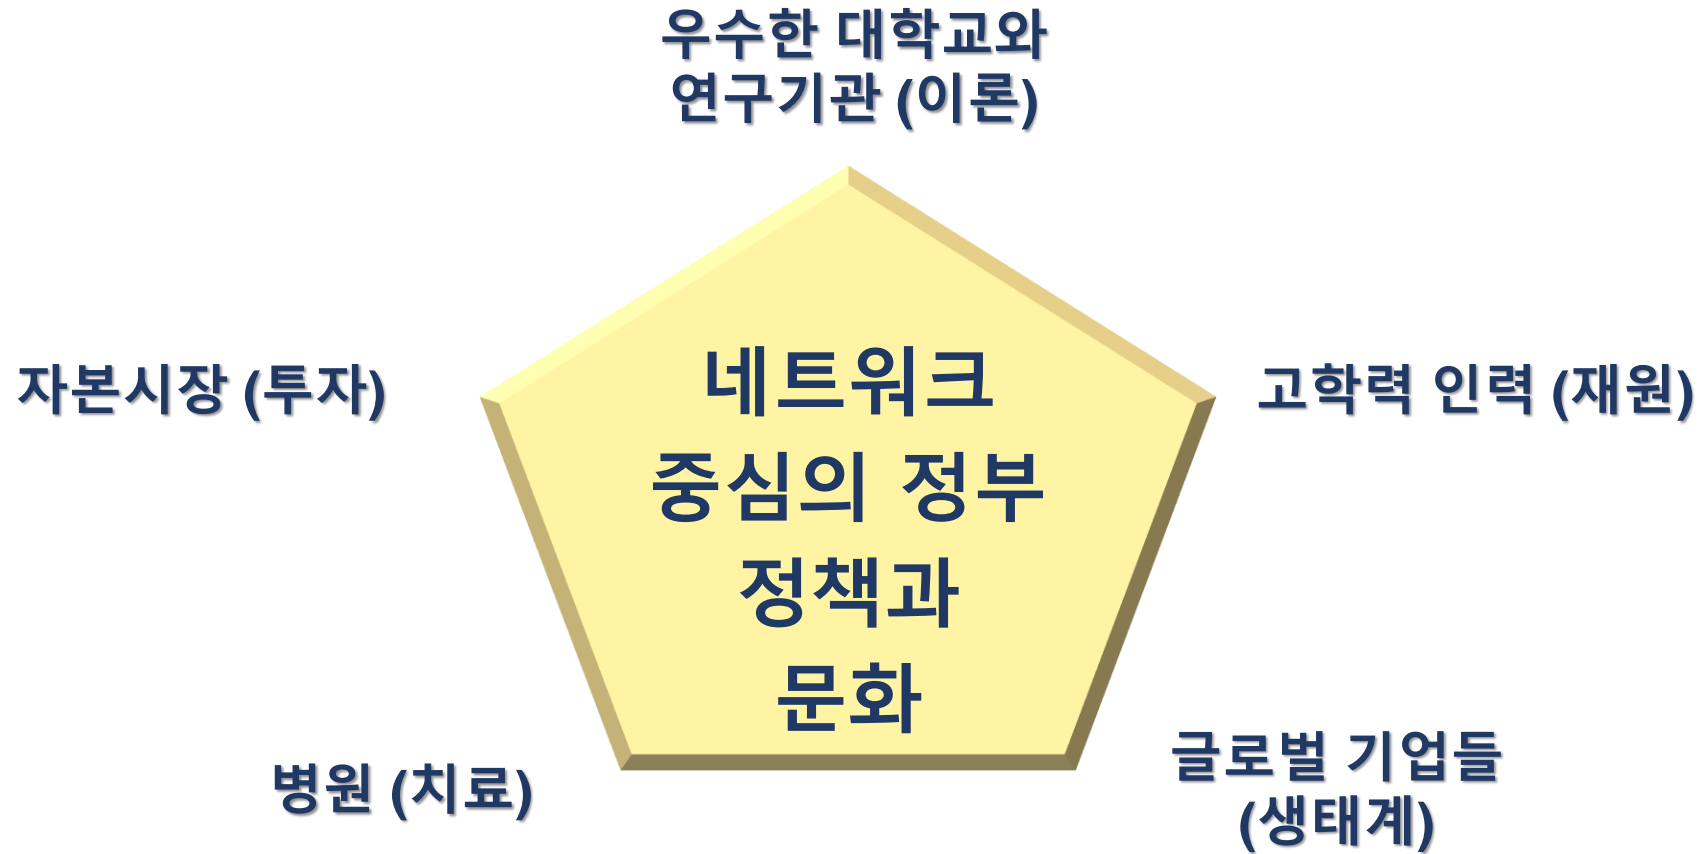 우수한 대학교와
연구기관 (이론)
자본시장 (투자)
고학력 인력 (재원)
네트워크
중심의 정부
정책과
문화
병원 (치료)
글로벌 기업들
(생태계)